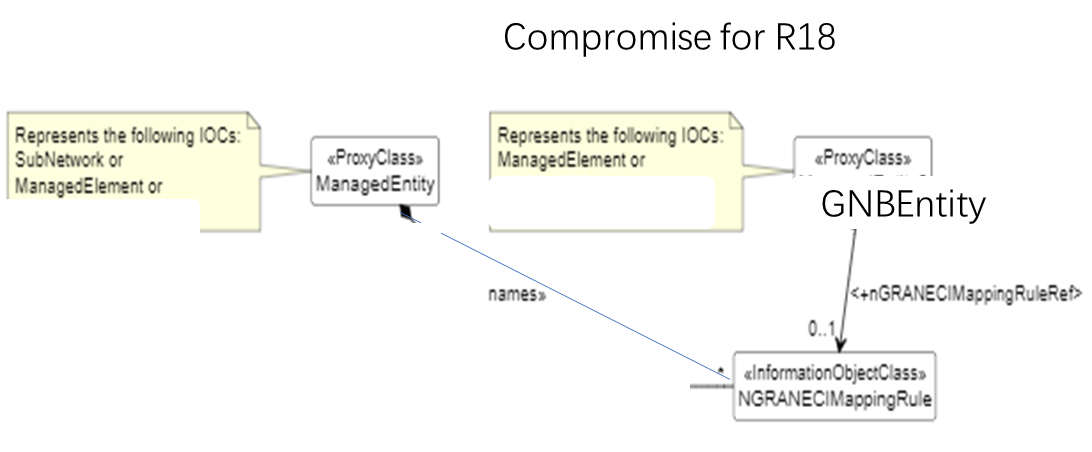 Compromise for R18
Represents the following IOCs:
SubNetwork or
ManagedElement or
«ProxyClass»
ManagedEntity
Represents the following IOCs:
ManagedElement or
«ProxyClass»
GNBEntity
names»
<+nGRANECIMappingRuleRef>
0..1
*
«InformationObjectClass»
NGRANECIMappingRule